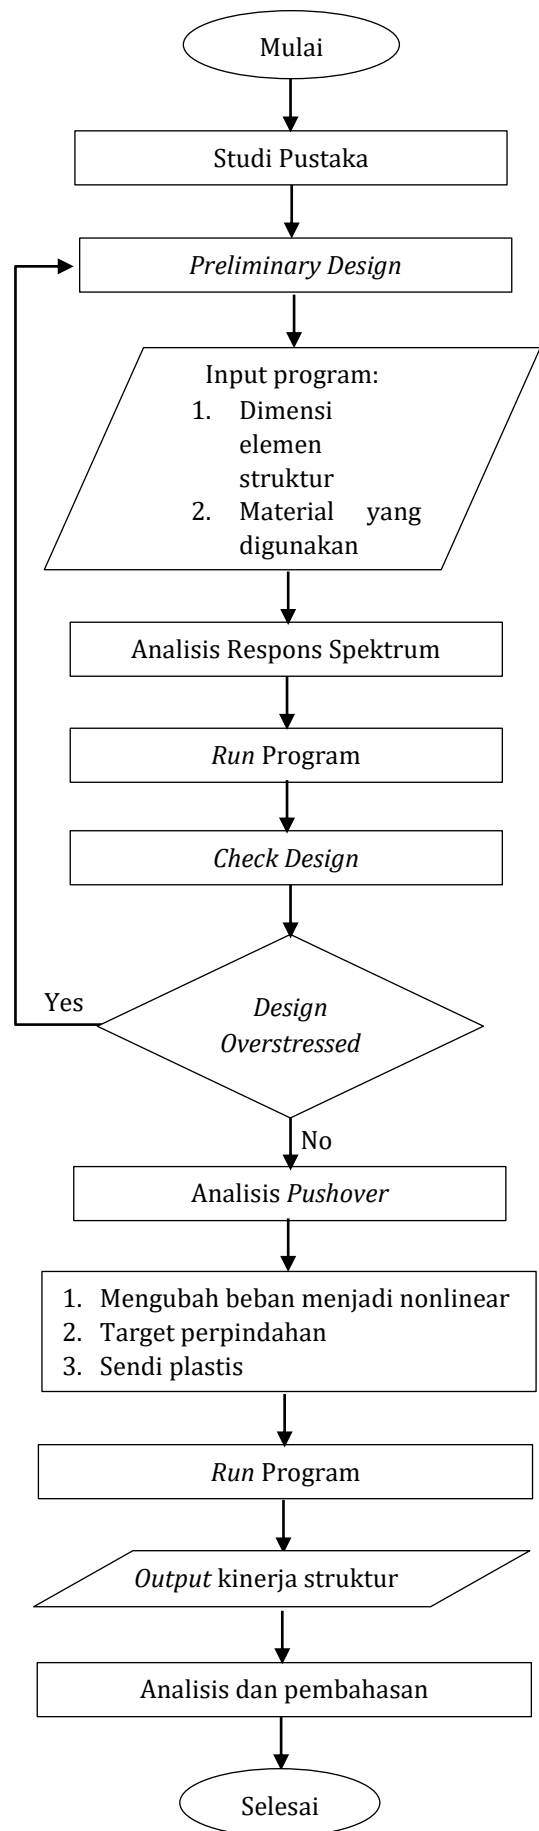 Mulai
Studi Pustaka
Preliminary Design
Input program:
1. Dimensi
elemen
struktur
2. Material yang
digunakan
Analisis Respons Spektrum
Run Program
Check Design
Yes
Design
Overstressed
No
Analisis Pushover
1. Mengubah beban menjadi nonlinear
2. Target perpindahan
3. Sendi plastis
Run Program
Output kinerja struktur
Analisis dan pembahasan
Selesai